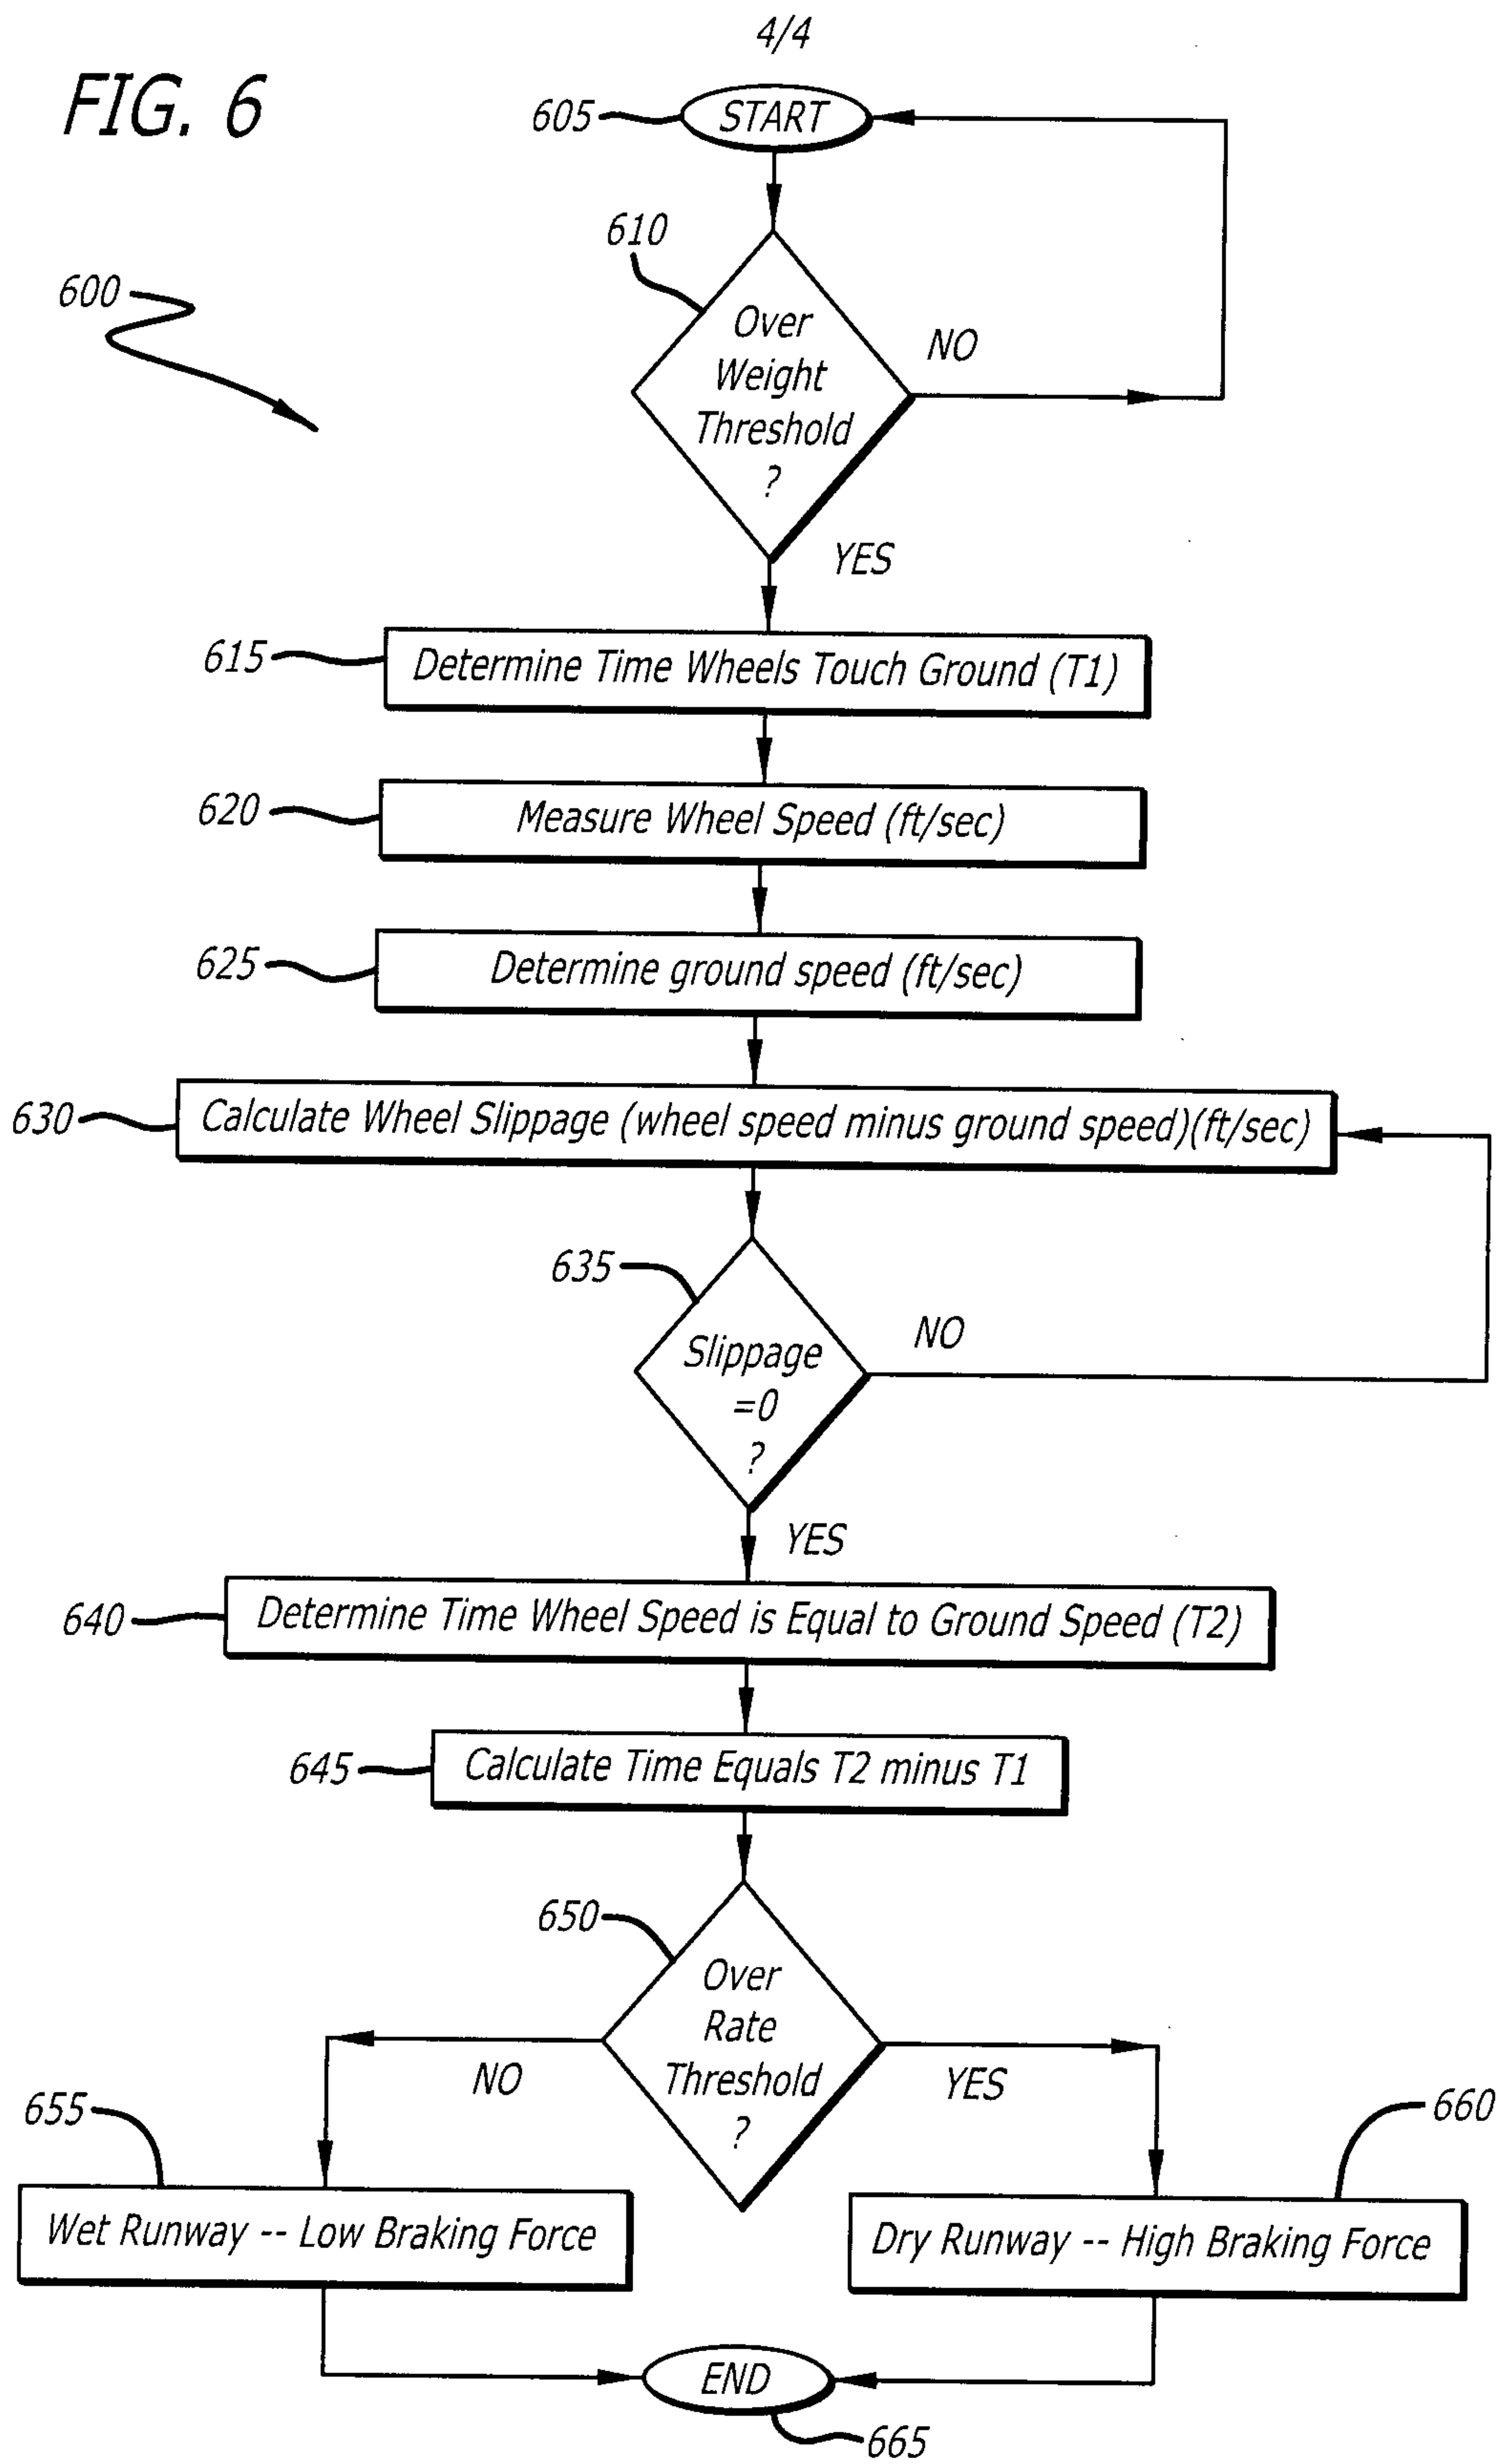 4/4
FIG. 6
605
START
610
600
Over
Weight
Threshold
?
NO
YES
615
Determine Time Wheels Touch Ground (T1)
620
Measure Wheel Speed (ft/sec)
625
Determine ground speed (ft/sec)
630
Calculate Wheel Slippage (wheel speed minus ground speed)(ft/sec)
635
Slippage
=0
?
NO
YES
640
Determine Time Wheel Speed is Equal to Ground Speed (T2)
645
Calculate Time Equals T2 minus T1
650
Over
Rate
Threshold
?
NO
YES
655
660
Wet Runway -- Low Braking Force
Dry Runway -- High Braking Force
END
665